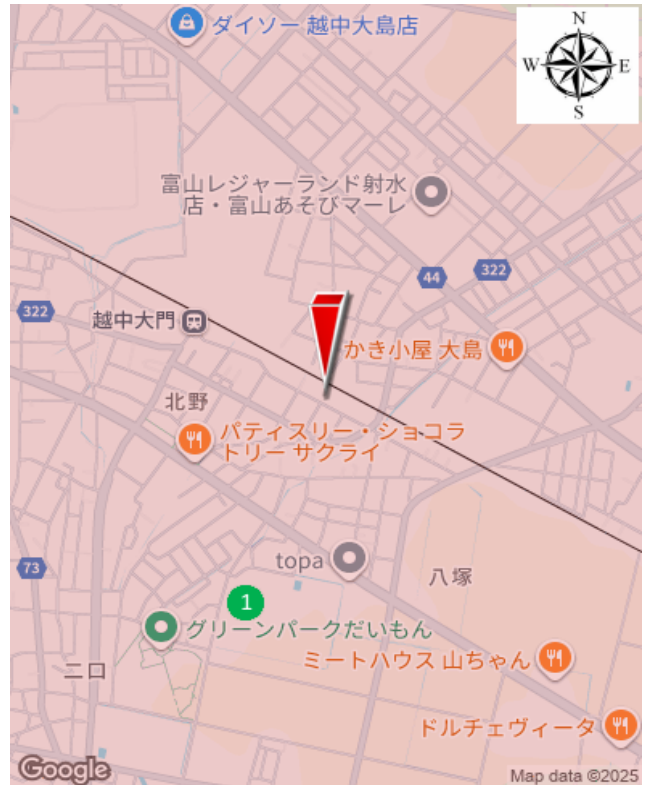 ダイソー 越中大島店
N
W
E
S
富山レジャーランド射水
店・富山あそびマーレ
44
322
322
越中大門
かき小屋 大島
北野
パティスリー・ショコラ
トリー サクライ
topa
73
八塚
1
グリーンパークだいもん
ミートハウス 山ちゃん
二口
ドルチェヴィータ
Google
Map data ©2025